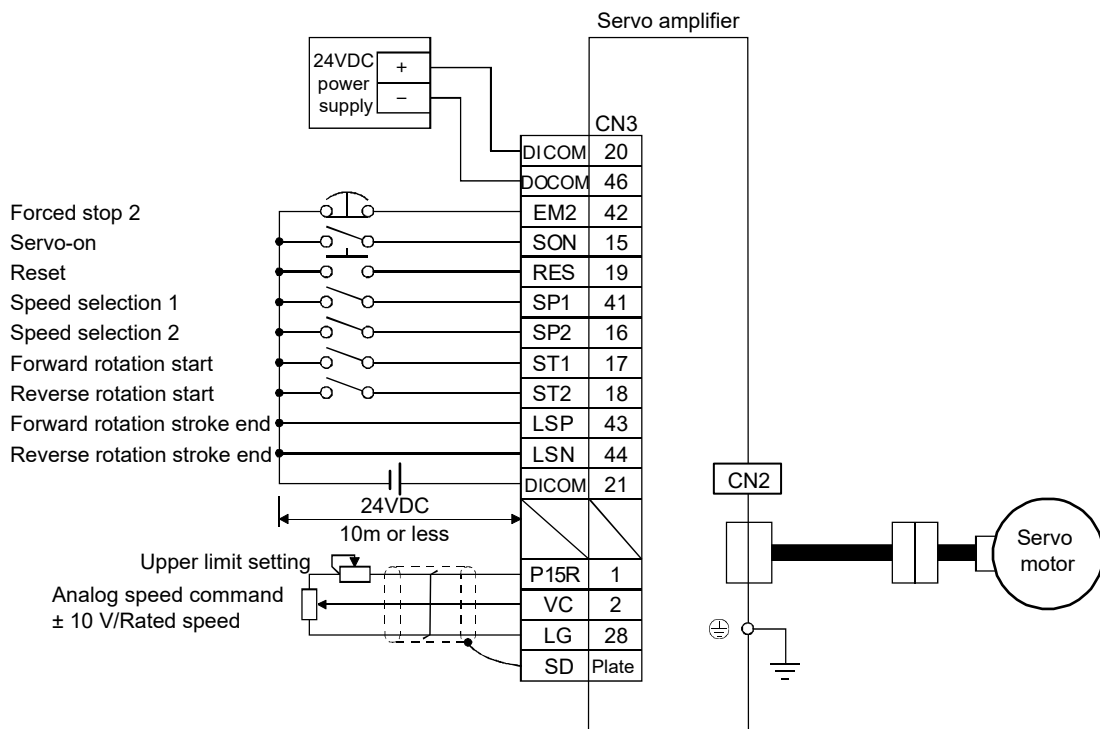 Servo amplifier
24VDC
power
supply
+
−
CN3
DICOM 20
DOCOM 46
Forced stop 2 EM2 42
Servo-on SON 15
Reset RES 19
Speed selection 1 SP1 41
Speed selection 2 SP2 16
Forward rotation start ST1 17
Reverse rotation start ST2 18
Forward rotation stroke end LSP 43
Reverse rotation stroke end LSN 44
DICOM 21
24VDC
10m or less
Upper limit setting
P15R 1
Analog speed command
± 10 V/Rated speed
VC 2
LG 28
SD Plate
CN2
Servo
motor